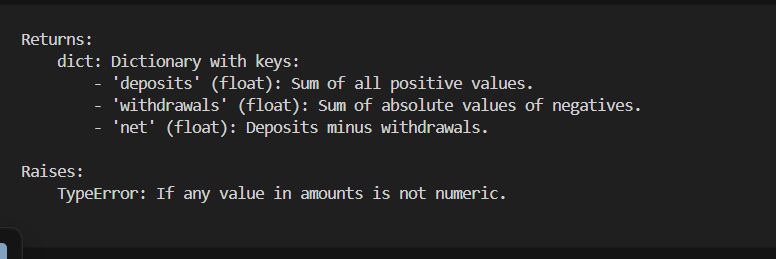 Returns:
    dict: Dictionary with keys:
        - 'deposits' (float): Sum of all positive values.
        - 'withdrawals' (float): Sum of absolute values of negatives.
        - 'net' (float): Deposits minus withdrawals.
Raises:
    TypeError: If any value in amounts is not numeric.